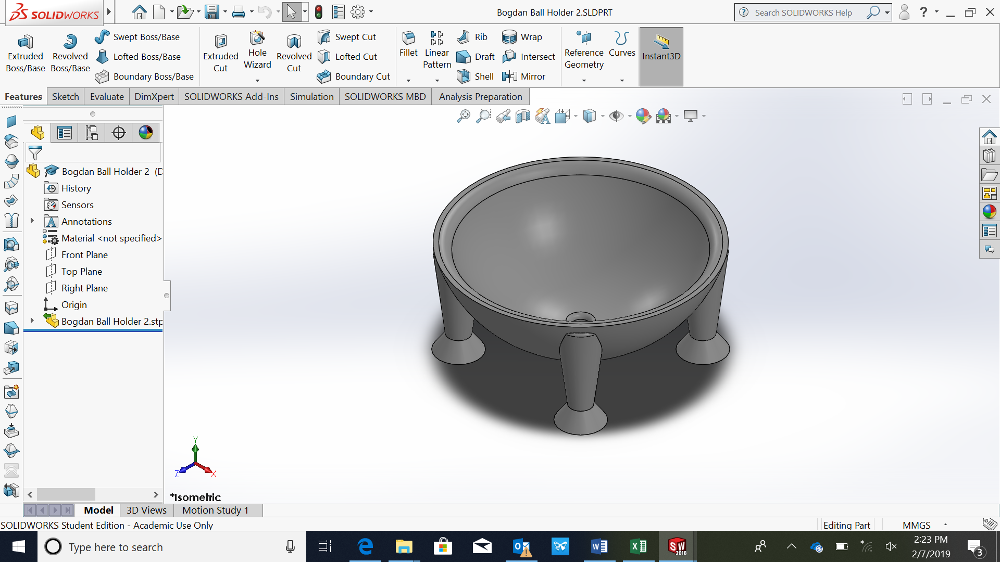 SOLIDWORKS
Bogdan Ball Holder 2.SLDPRT
Search SOLIDWORKS Help
?
Extruded Boss/Base
Revolved Boss/Base
Swept Boss/Base
Lofted Boss/Base
Boundary Boss/Base
Extruded Cut
Hole Wizard
Revolved Cut
Swept Cut
Lofted Cut
Boundary Cut
Fillet
Linear Pattern
Rib
Draft
Shell
Wrap
Intersect
Mirror
Reference Geometry
Curves
Instant3D
Features
Sketch
Evaluate
DimXpert
SOLIDWORKS Add-Ins
Simulation
SOLIDWORKS MBD
Analysis Preparation
Bogdan Ball Holder 2 (D
History
Sensors
Annotations
Material <not specified>
Front Plane
Top Plane
Right Plane
Origin
Bogdan Ball Holder 2.stp
Y
Z
X
*Isometric
Model
3D Views
Motion Study 1
SOLIDWORKS Student Edition - Academic Use Only
Editing Part
MMGS
Type here to search
SW
2018
2:23 PM
2/7/2019
3